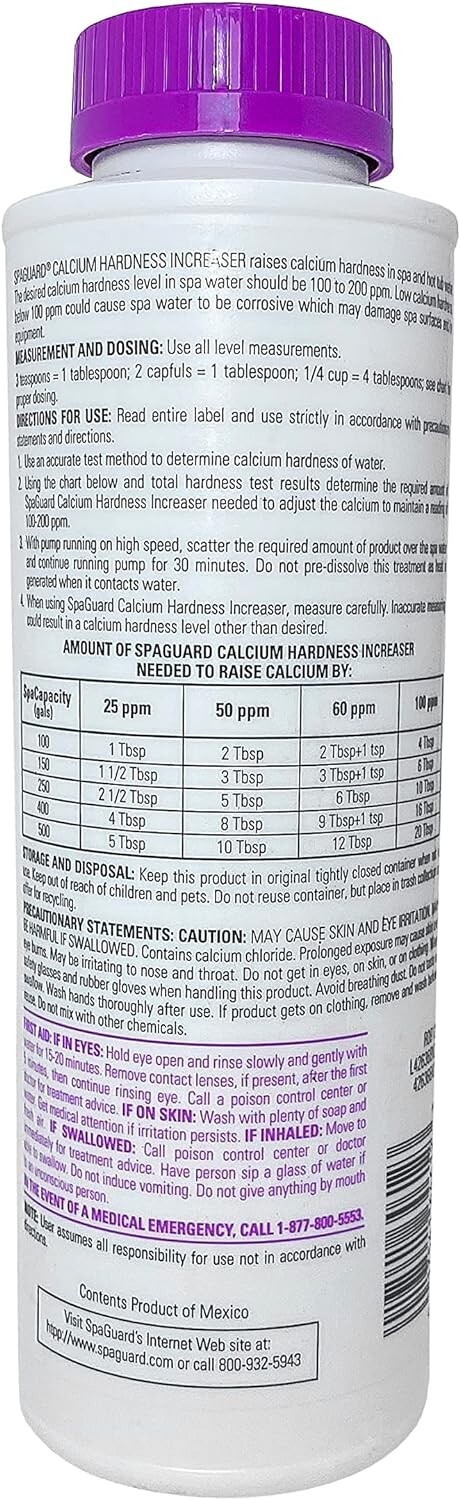 SPAGUARD® CALCIUM HARDNESS INCREASER raises calcium hardness in spa and hot tub
The desired calcium hardness level in spa water should be 100 to 200 ppm. Low calcium
below 100 ppm could cause spa water to be corrosive which may damage spa surfaces and
equipment.
MEASUREMENT AND DOSING: Use all level measurements.
3 teaspoons = 1 tablespoon; 2 capfuls = 1 tablespoon; 1/4 cup = 4 tablespoons; see chart
proper dosing.
DIRECTIONS FOR USE: Read entire label and use strictly in accordance with
statements and directions.
1. Use an accurate test method to determine calcium hardness of water.
2. Using the chart below and total hardness test results determine the required amount
SpaGuard Calcium Hardness Increaser needed to adjust the calcium to maintain a reading
100-200 ppm.
3. With pump running on high speed, scatter the required amount of product over the spa
and continue running pump for 30 minutes. Do not pre-dissolve this treatment as heat
generated when it contacts water.
4. When using SpaGuard Calcium Hardness Increaser, measure carefully. Inaccurate
could result in a calcium hardness level other than desired.
AMOUNT OF SPAGUARD CALCIUM HARDNESS INCREASER
NEEDED TO RAISE CALCIUM BY:
SpaCapacity (gals) 25 ppm 50 ppm 60 ppm 100 ppm
100 1 Tbsp 2 Tbsp 2 Tbsp+1 tsp 4 Tbsp
150 1 1/2 Tbsp 3 Tbsp 3 Tbsp+1 tsp 6 Tbsp
250 2 1/2 Tbsp 5 Tbsp 6 Tbsp 10 Tbsp
400 4 Tbsp 8 Tbsp 9 Tbsp+1 tsp 16 Tbsp
500 5 Tbsp 10 Tbsp 12 Tbsp 20 Tbsp
STORAGE AND DISPOSAL: Keep this product in original tightly closed container when
use. Keep out of reach of children and pets. Do not reuse container, but place in trash collection
offer for recycling.
PRECAUTIONARY STATEMENTS: CAUTION: MAY CAUSE SKIN AND EYE IRRITATION.
BE HARMFUL IF SWALLOWED. Contains calcium chloride. Prolonged exposure may cause
eye burns. May be irritating to nose and throat. Do not get in eyes, on skin, or on clothing.
safety glasses and rubber gloves when handling this product. Avoid breathing dust. Do not
swallow. Wash hands thoroughly after use. If product gets on clothing, remove and wash
reuse. Do not mix with other chemicals.
FIRST AID: IF IN EYES: Hold eye open and rinse slowly and gently with
water for 15-20 minutes. Remove contact lenses, if present, after the first
5 minutes, then continue rinsing eye. Call a poison control center or
doctor for treatment advice. IF ON SKIN: Wash with plenty of soap and
water. Get medical attention if irritation persists. IF INHALED: Move to
fresh air. IF SWALLOWED: Call poison control center or doctor
immediately for treatment advice. Have person sip a glass of water if
able to swallow. Do not induce vomiting. Do not give anything by mouth
to an unconscious person.
IN THE EVENT OF A MEDICAL EMERGENCY, CALL 1-877-800-5553.
NOTE: User assumes all responsibility for use not in accordance with
directions.
Contents Product of Mexico
Visit SpaGuard's Internet Web site at:
http://www.spaguard.com or call 800-932-5943